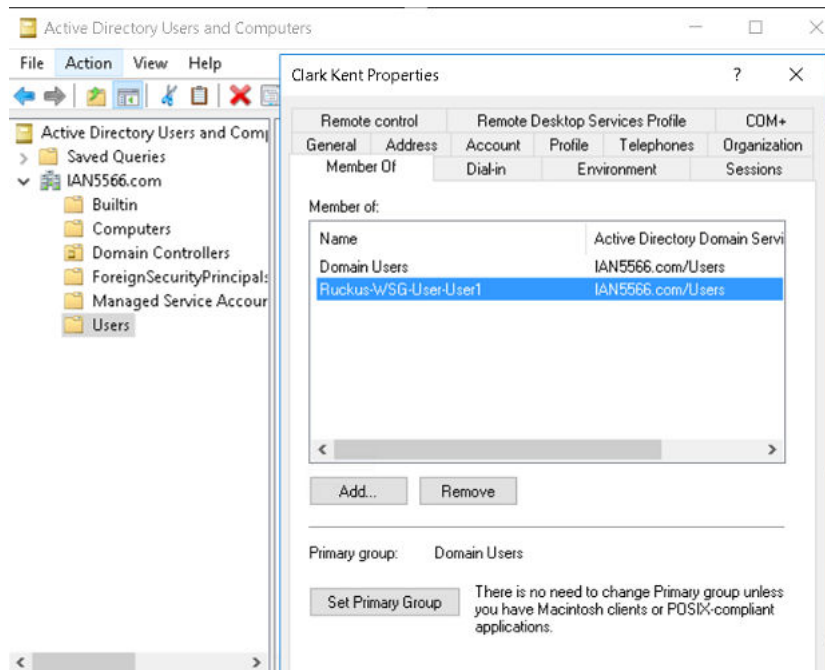 Active Directory Users and Computers
File Action View Help
Active Directory Users and Comp
Saved Queries
IAN5566.com
Builtin
Computers
Domain Controllers
ForeignSecurityPrincipals
Managed Service Accour
Users
Clark Kent Properties
Remote control Remote Desktop Services Profile COM+
General Address Account Profile Telephones Organization
Member Of Dial-in Environment Sessions
Member of:
Name Active Directory Domain Servi
Domain Users IAN5566.com/Users
Ruckus-WSG-User-User1 IAN5566.com/Users
Add... Remove
Primary group: Domain Users
Set Primary Group
There is no need to change Primary group unless
you have Macintosh clients or POSIX-compliant
applications.